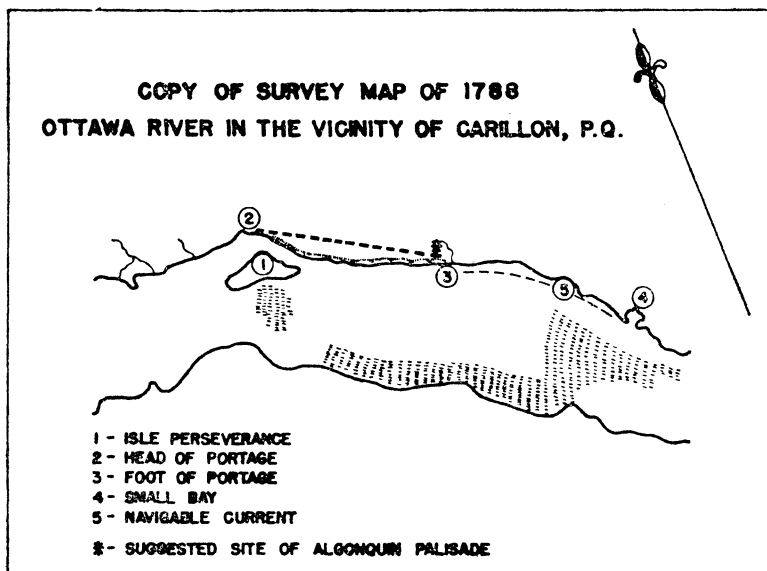 COPY OF SURVEY MAP OF 1788
OTTAWA RIVER IN THE VICINITY OF CARILLON, P.Q.
2
1
3
5
4
1 - ISLE PERSEVERANCE
2 - HEAD OF PORTAGE
3 - FOOT OF PORTAGE
4 - SMALL BAY
5 - NAVIGABLE CURRENT
* - SUGGESTED SITE OF ALGONQUIN PALISADE